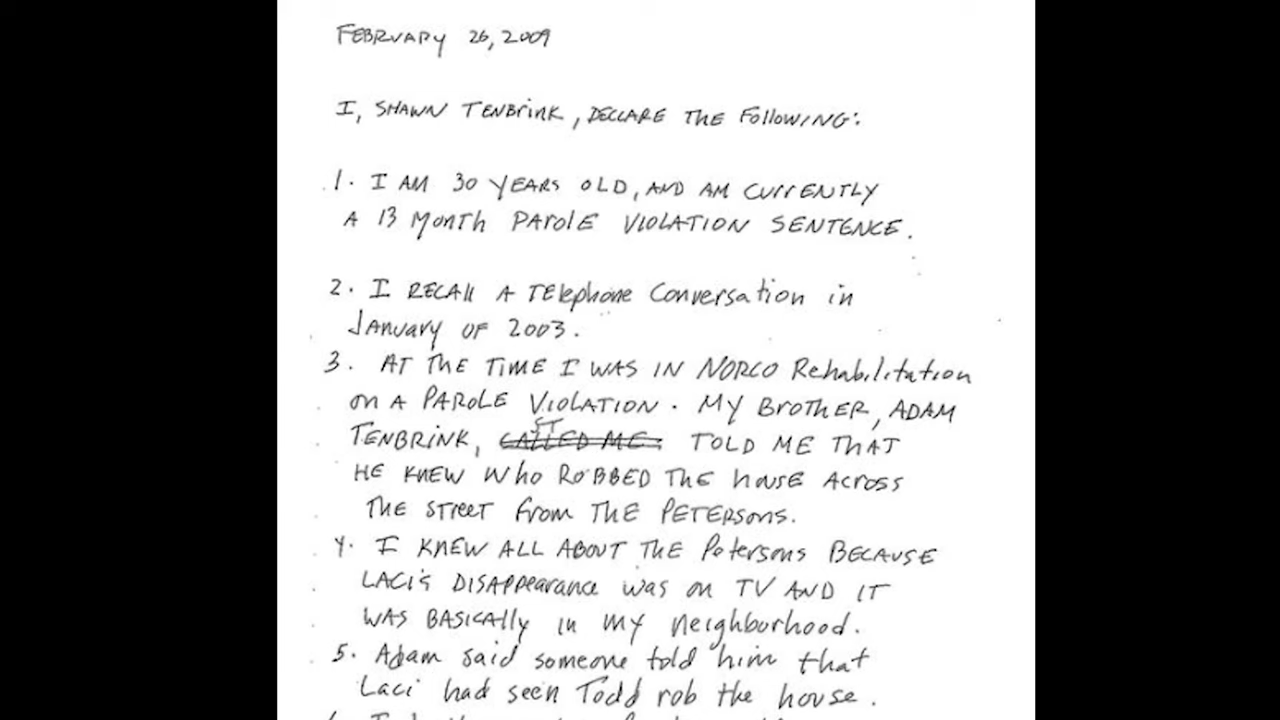 FEBRUARY 26, 2009
I, SHAWN TENBRINK, DECLARE THE FOLLOWING:
1. I AM 30 YEARS OLD, AND AM CURRENTLY
A 13 MONTH PAROLE VIOLATION SENTENCE.
2. I RECALL A TELEPHONE CONVERSATION IN
JANUARY OF 2003.
3. AT THE TIME I WAS IN NORCO Rehabilitation
ON A PAROLE VIOLATION. MY BROTHER, ADAM
ST
TENBRINK, CALLED ME. TOLD ME THAT
HE KNEW WHO ROBBED THE HOUSE ACROSS
THE STREET from THE PETERSONS.
4. I KNEW ALL ABOUT THE Petersons BECAUSE
LACI'S DISAPPEARANCE was on TV AND IT
WAS BASICALLY in my neighborhood.
5. Adam said someone told him that
Laci had seen Todd rob the house.